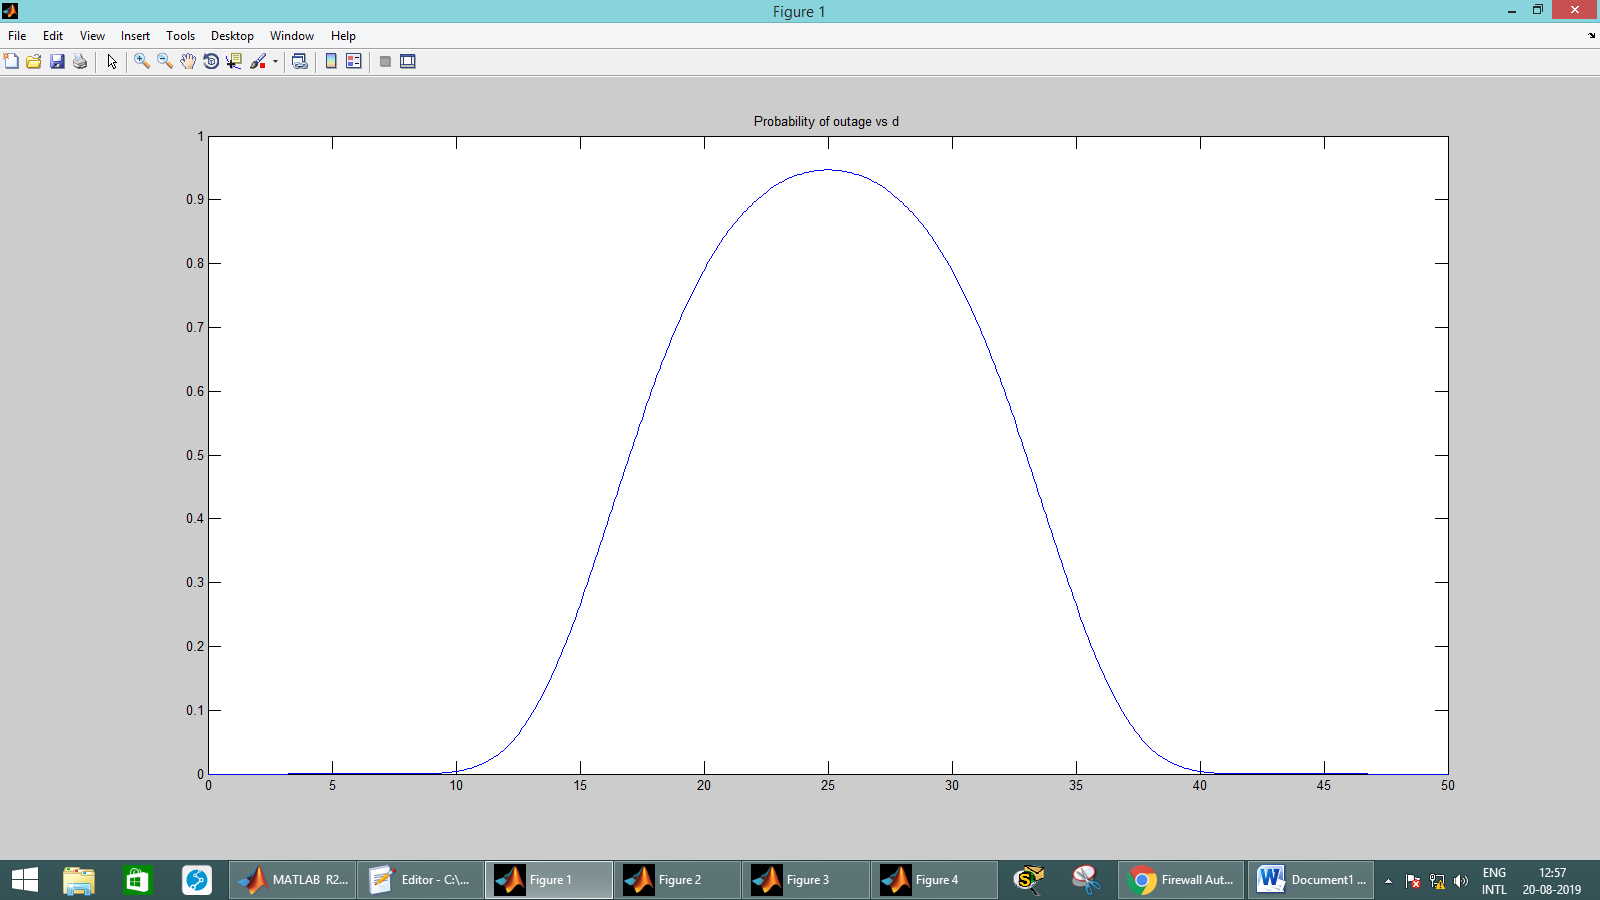 Figure 1
File Edit View Insert Tools Desktop Window Help
Probability of outage vs d
1
0.9
0.8
0.7
0.6
0.5
0.4
0.3
0.2
0.1
0
0 5 10 15 20 25 30 35 40 45 50
MATLAB R2... Editor - C:\... Figure 1 Figure 2 Figure 3 Figure 4 Firewall Aut... Document1 ... ENG 12:57
INTL 20-08-2019